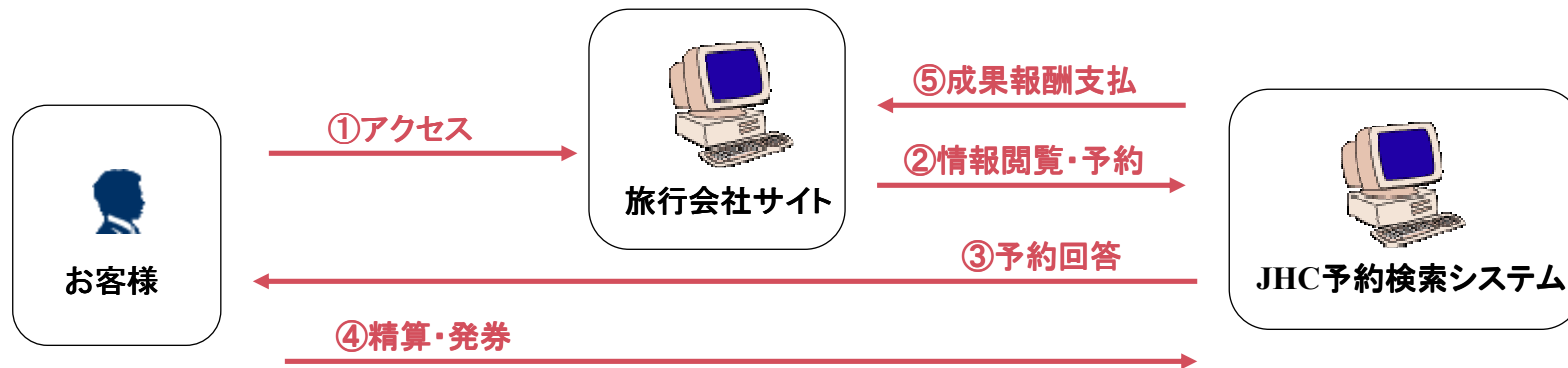 ⑤成果報酬支払
①アクセス
②情報閲覧・予約
旅行会社サイト
③予約回答
お客様
JHC予約検索システム
④精算・発券